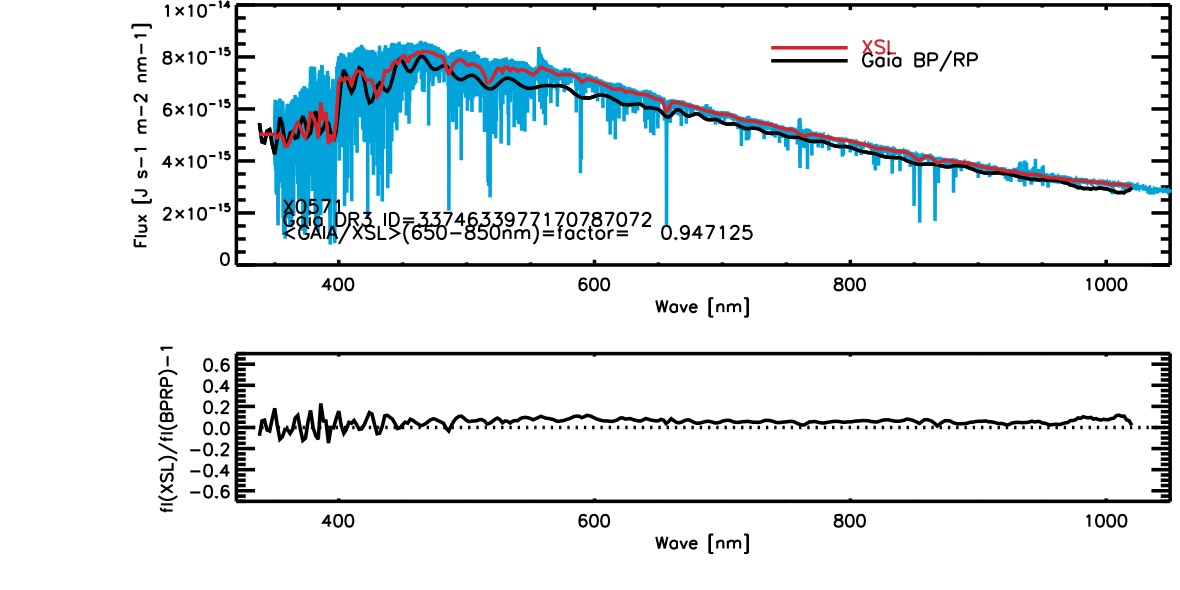 1×10−14
8×10−15
6×10−15
4×10−15
2×10−15
0
Flux [J s−1 m−2 nm−1]
XSL
Gaia BP/RP
X0571
Gaia DR3 ID=3374633977170787072
<GAIA/XSL>(650−850nm)=factor= 0.947125
400 600 800 1000
Wave [nm]
0.6
0.4
0.2
0.0
−0.2
−0.4
−0.6
fl(XSL)/fl(BPRP)−1
400 600 800 1000
Wave [nm]